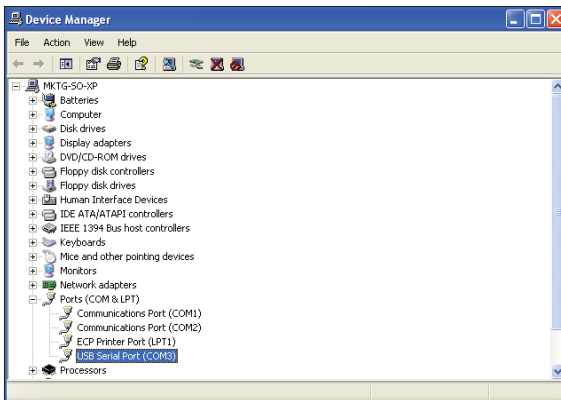 Device Manager
File Action View Help
MKTG-SO-XP
Batteries
Computer
Disk drives
Display adapters
DVD/CD-ROM drives
Floppy disk controllers
Floppy disk drives
Human Interface Devices
IDE ATA/ATAPI controllers
IEEE 1394 Bus host controllers
Keyboards
Mice and other pointing devices
Monitors
Network adapters
Ports (COM & LPT)
Communications Port (COM1)
Communications Port (COM2)
ECP Printer Port (LPT1)
USB Serial Port (COM3)
Processors